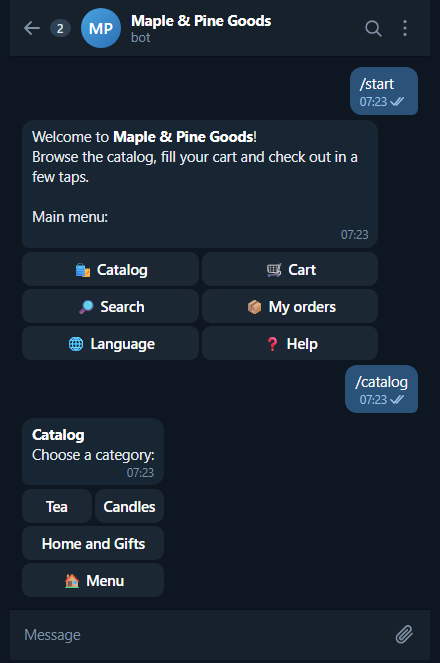 2
MP
Maple & Pine Goods
bot
/start
07:23
Welcome to Maple & Pine Goods!
Browse the catalog, fill your cart and check out in a
few taps.
Main menu:
07:23
Catalog
Cart
Search
My orders
Language
Help
/catalog
07:23
Catalog
Choose a category:
07:23
Tea
Candles
Home and Gifts
Menu
Message